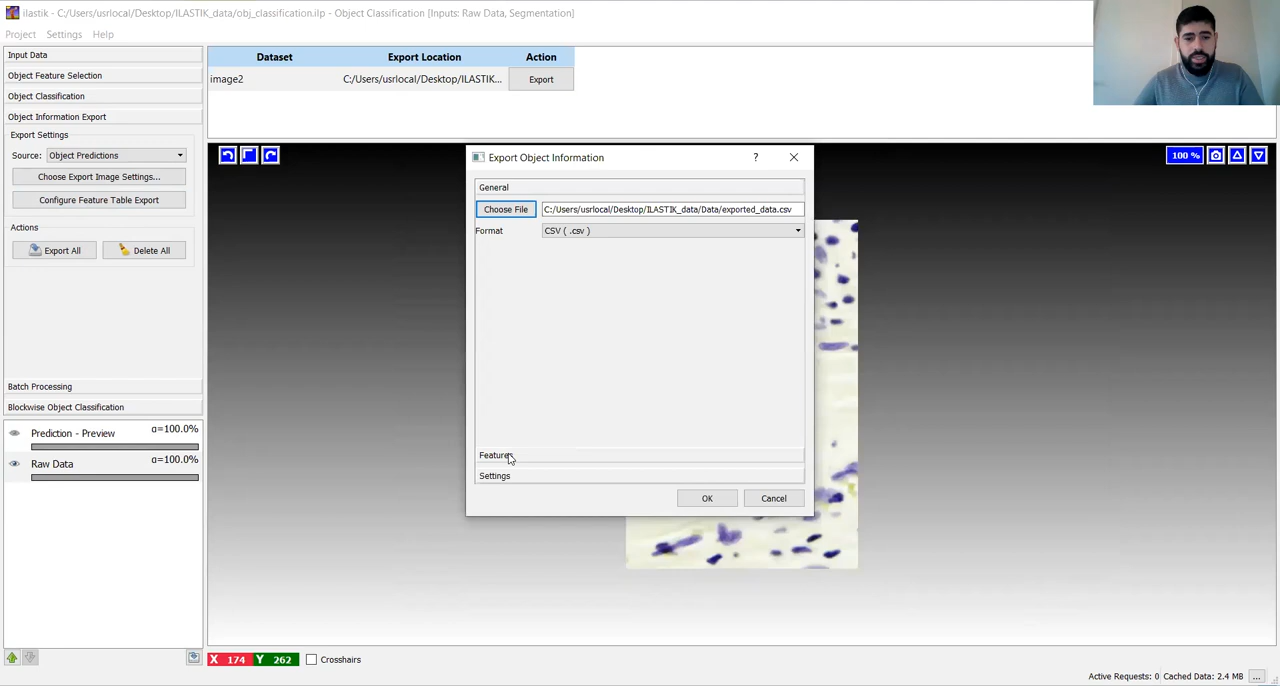 ilastik - C:/Users/usrlocal/Desktop/ILASTIK_data/obj_classification.ilp - Object Classification [Inputs: Raw Data, Segmentation]
Project Settings Help
Input Data
Object Feature Selection
Object Classification
Object Information Export
Export Settings
Source: Object Predictions
Choose Export Image Settings...
Configure Feature Table Export
Actions
Export All Delete All
Batch Processing
Blockwise Object Classification
Prediction - Preview α=100.0%
Raw Data α=100.0%
Dataset Export Location Action
image2 C:/Users/usrlocal/Desktop/ILASTIK... Export
100 %
Export Object Information ?
General
Choose File C:/Users/usrlocal/Desktop/ILASTIK_data/Data/exported_data.csv
Format CSV ( .csv )
Features
Settings
OK Cancel
X 174 Y 262 Crosshairs
Active Requests: 0 Cached Data: 2.4 MB ...